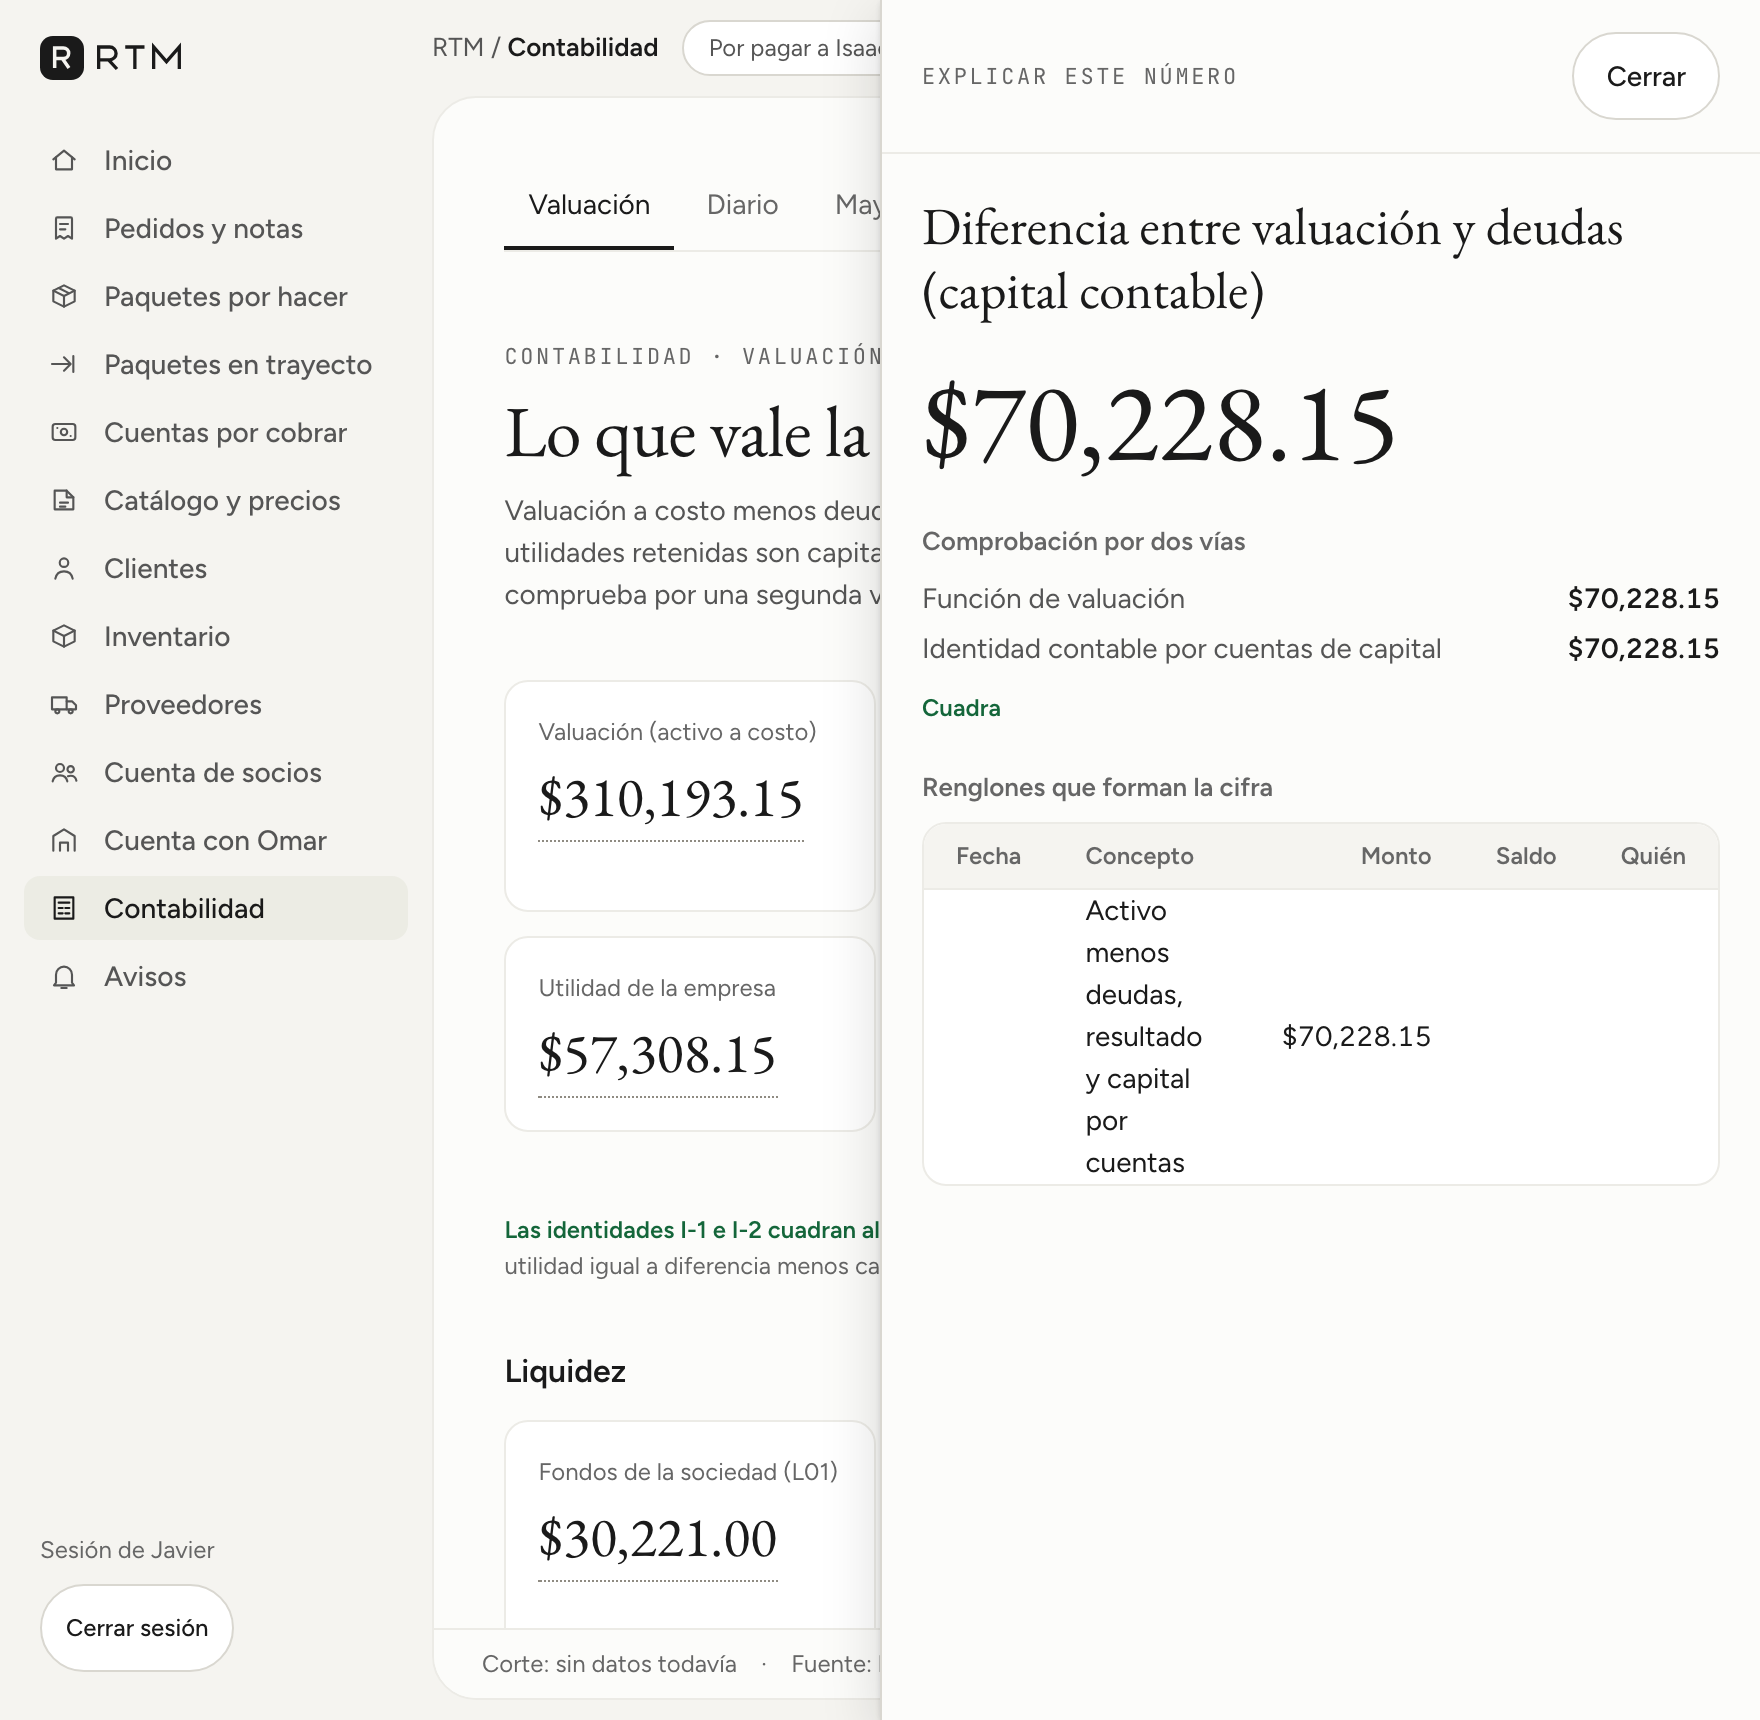 R RTM
Inicio
Pedidos y notas
Paquetes por hacer
Paquetes en trayecto
Cuentas por cobrar
Catálogo y precios
Clientes
Inventario
Proveedores
Cuenta de socios
Cuenta con Omar
Contabilidad
Avisos
Sesión de Javier
Cerrar sesión
RTM / Contabilidad
Por pagar a Isaac
Valuación Diario May
CONTABILIDAD · VALUACIÓN
Lo que vale la
Valuación a costo menos deud
utilidades retenidas son capita
comprueba por una segunda v
Valuación (activo a costo)
$310,193.15
Utilidad de la empresa
$57,308.15
Las identidades I-1 e I-2 cuadran al
utilidad igual a diferencia menos ca
Liquidez
Fondos de la sociedad (L01)
$30,221.00
Corte: sin datos todavía · Fuente:
EXPLICAR ESTE NÚMERO
Cerrar
Diferencia entre valuación y deudas
(capital contable)
$70,228.15
Comprobación por dos vías
Función de valuación $70,228.15
Identidad contable por cuentas de capital $70,228.15
Cuadra
Renglones que forman la cifra
Fecha Concepto Monto Saldo Quién
Activo
menos
deudas,
resultado $70,228.15
y capital
por
cuentas